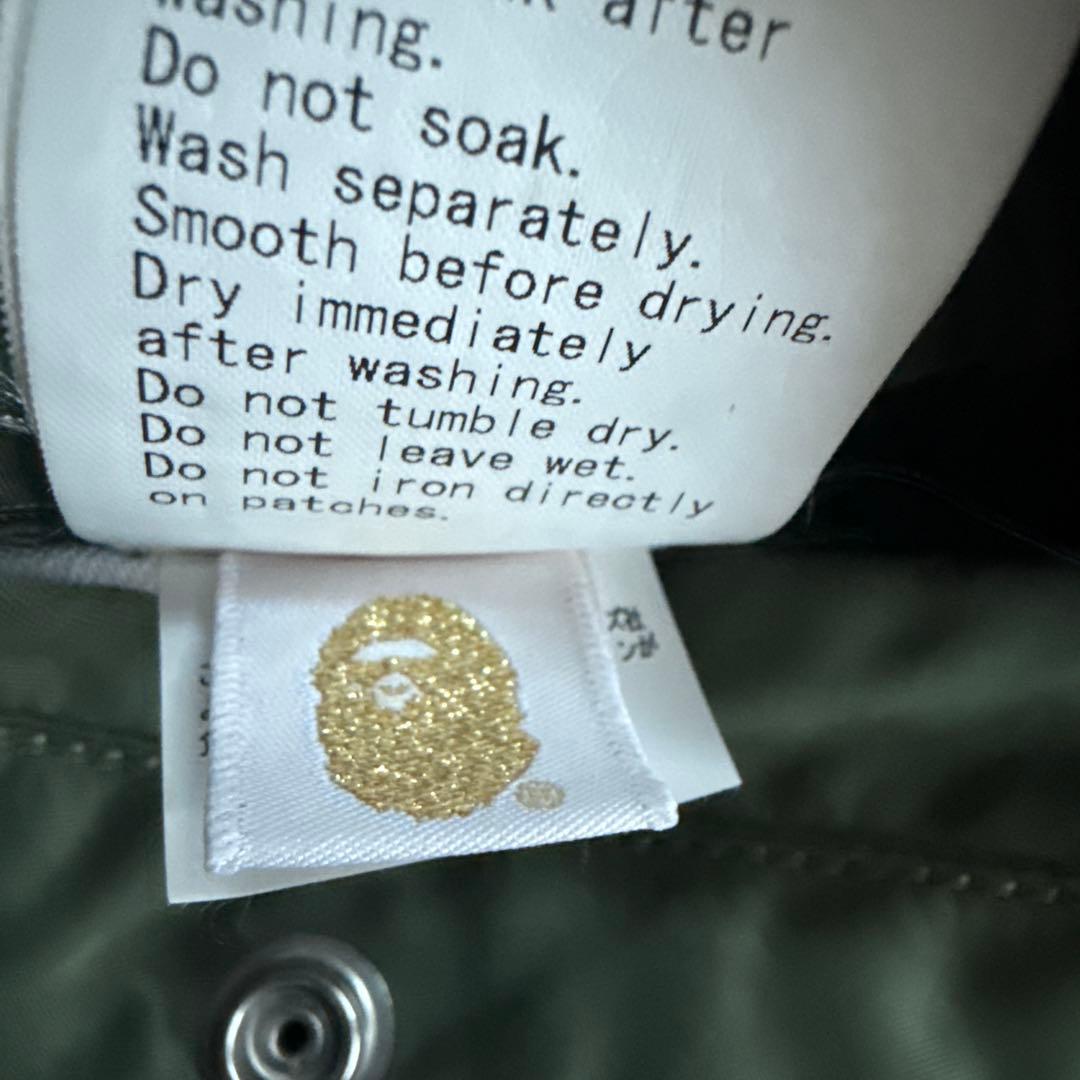 after
washing.
Do not soak.
Wash separately.
Smooth before drying.
Dry immediately
after washing.
Do not tumble dry.
Do not leave wet.
Do not iron directly
on patches.